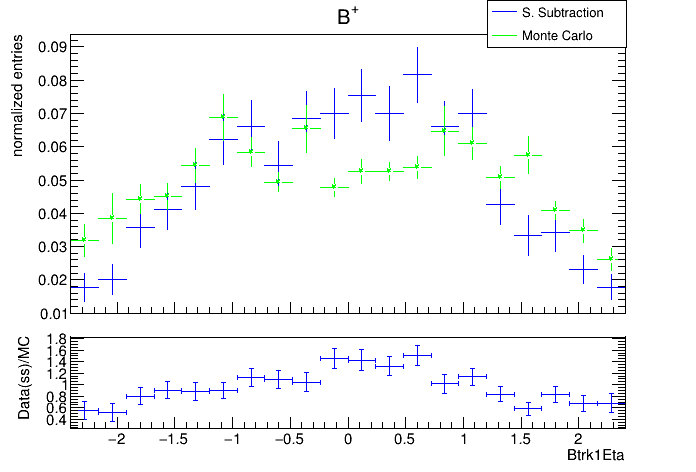 B+
S. Subtraction
Monte Carlo
normalized entries
0.09
0.08
0.07
0.06
0.05
0.04
0.03
0.02
0.01
Data(ss)/MC
1.8
1.6
1.4
1.2
1
0.8
0.6
0.4
−2 −1.5 −1 −0.5 0 0.5 1 1.5 2
Btrk1Eta